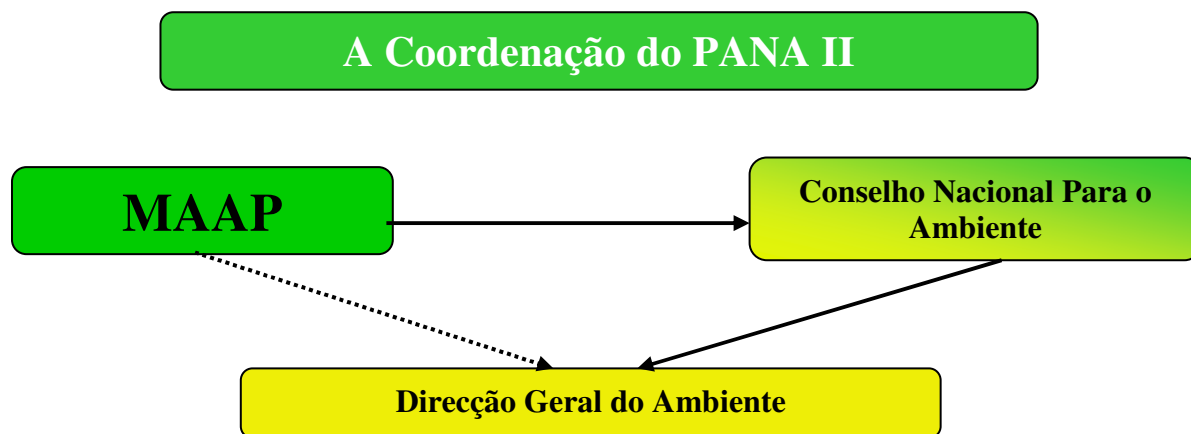 A Coordenação do PANA II
MAAP
Conselho Nacional Para o
Ambiente
Direcção Geral do Ambiente